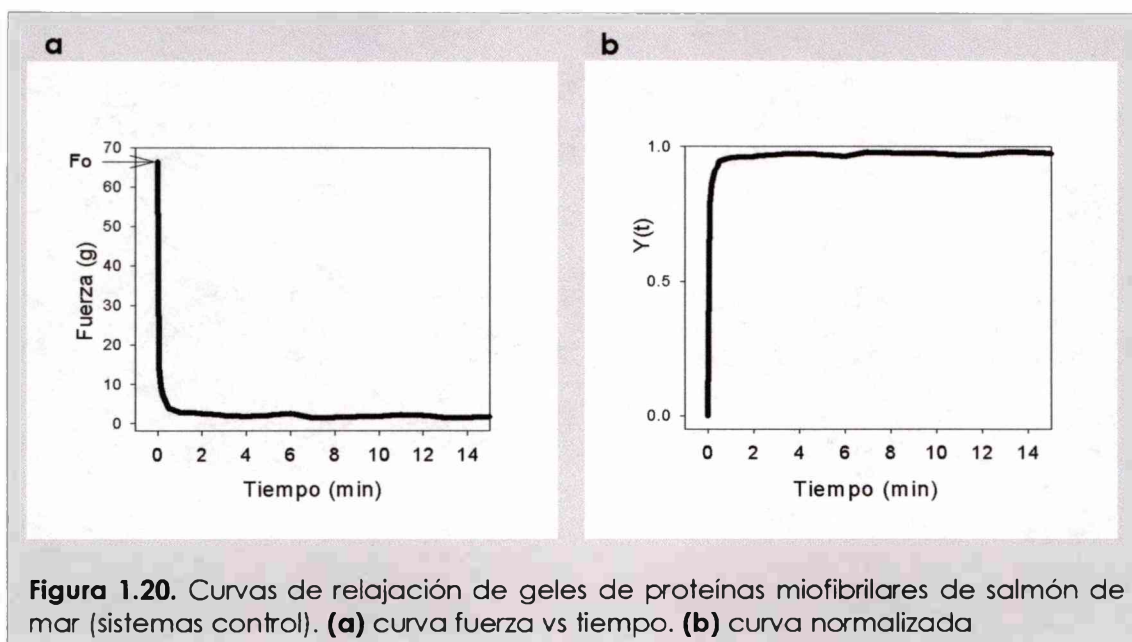 a
b
Fo
70
60
50
40
30
20
10
0
Fuerza (g)
0 2 4 6 8 10 12 14
Tiempo (min)
1.0
0.5
0.0
Y(t)
0 2 4 6 8 10 12 14
Tiempo (min)
Figura 1.20. Curvas de relajación de geles de proteínas miofibrilares de salmón de
mar (sistemas control). (a) curva fuerza vs tiempo. (b) curva normalizada